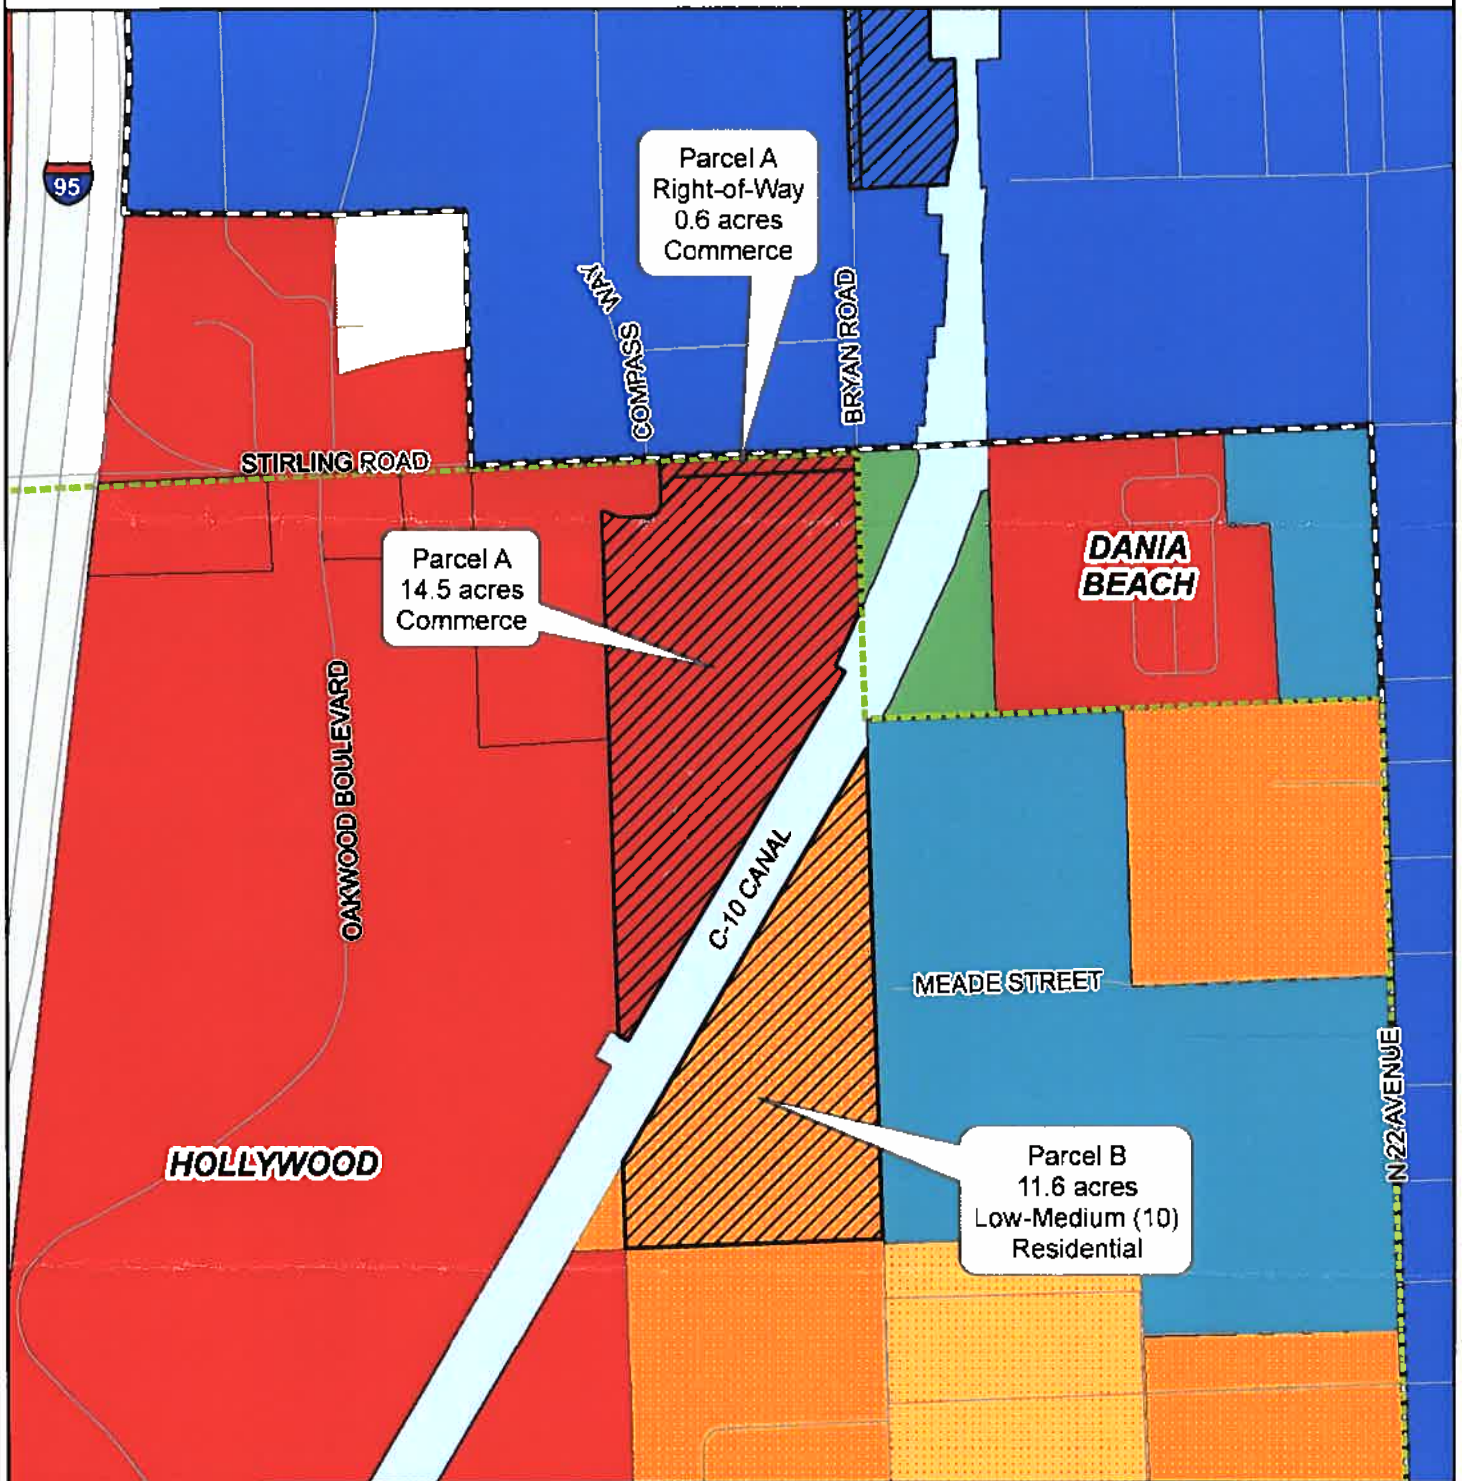 95
Parcel A
Right-of-Way
0.6 acres
Commerce
COMPASS WAY
BRYAN ROAD
STIRLING ROAD
DANIA
BEACH
Parcel A
14.5 acres
Commerce
OAKWOOD BOULEVARD
C-10 CANAL
MEADE STREET
N 22 AVENUE
HOLLYWOOD
Parcel B
11.6 acres
Low-Medium (10)
Residential